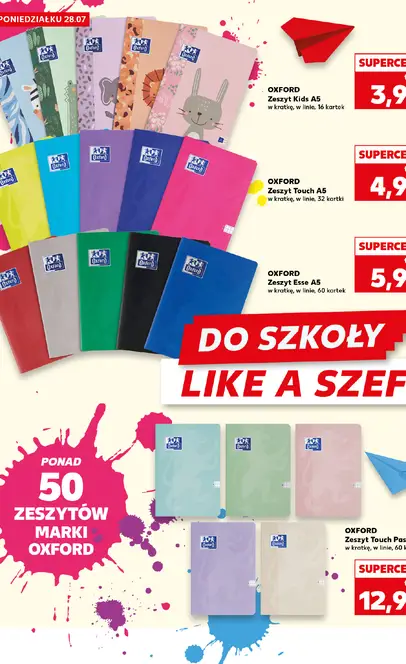 PONIEDZIAŁKU 28.07
OXFORD
Zeszyt Kids A5
w kratkę, w linie, 16 kartek
SUPERCE
3,9
OXFORD
Zeszyt Touch A5
w kratkę, w linie, 32 kartki
SUPERCE
4,9
OXFORD
Zeszyt Esse A5
w kratkę, w linie, 60 kartek
SUPERCE
5,9
DO SZKOŁY
LIKE A SZEF
PONAD
50
ZESZYTÓW
MARKI
OXFORD
OXFORD
Zeszyt Touch Pas
w kratkę, w linie, 60 k
SUPERCE
12,9